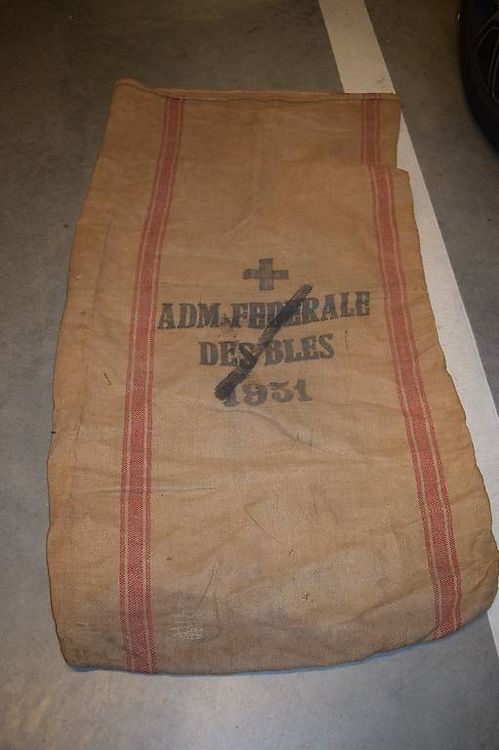 ADM. FEDERALE
DES BLES
1931